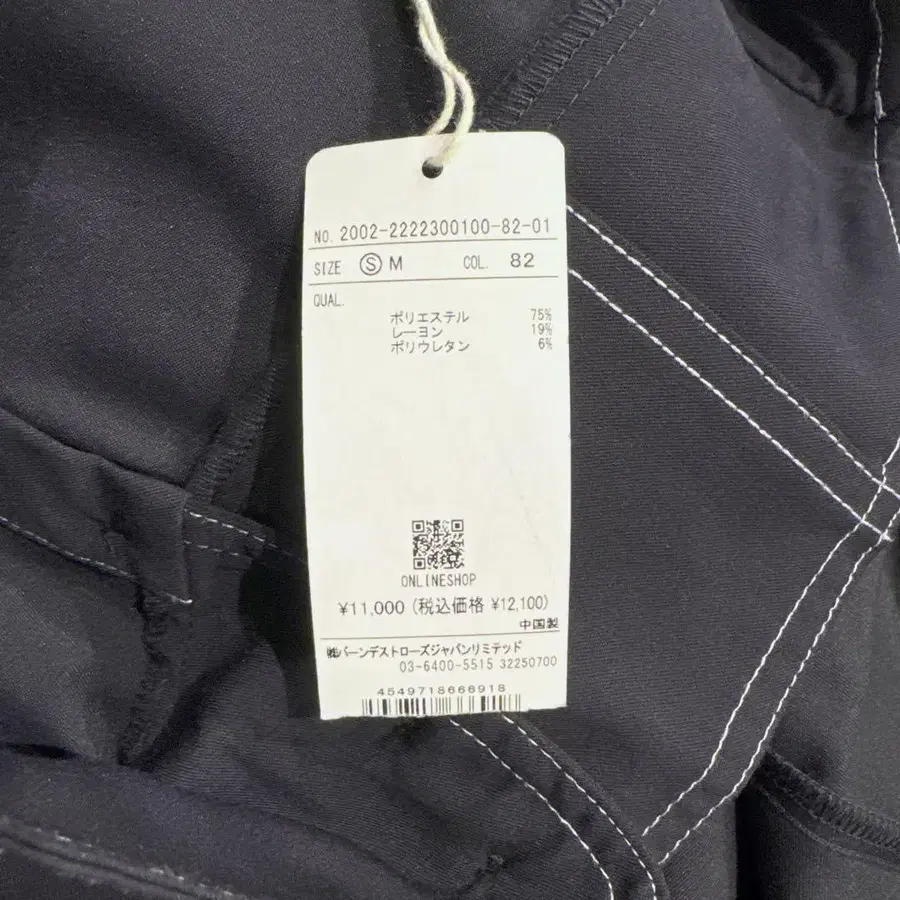 NO. 2002-2222300100-82-01
SIZE Ⓢ M COL. 82
QUAL.
ポリエステル 75%
レーヨン 19%
ポリウレタン 6%
ONLINESHOP
¥11,000 (税込価格 ¥12,100)
中国製
㈱バーンデストローズジャパンリミテッド
03-6400-5515 32250700
4549718666918